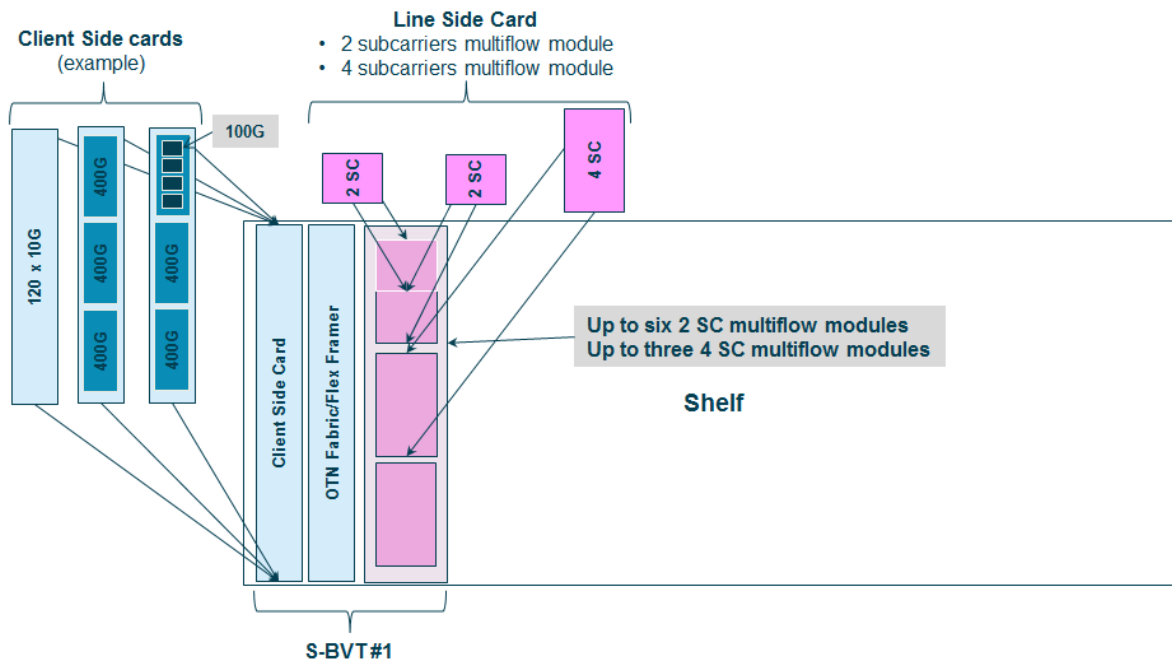 Line Side Card
• 2 subcarriers multiflow module
• 4 subcarriers multiflow module
Client Side cards
(example)
100G
120 x 10G
400G
400G
400G
400G
400G
2 SC
2 SC
4 SC
Client Side Card
OTN Fabric/Flex Framer
Up to six 2 SC multiflow modules
Up to three 4 SC multiflow modules
Shelf
S-BVT#1